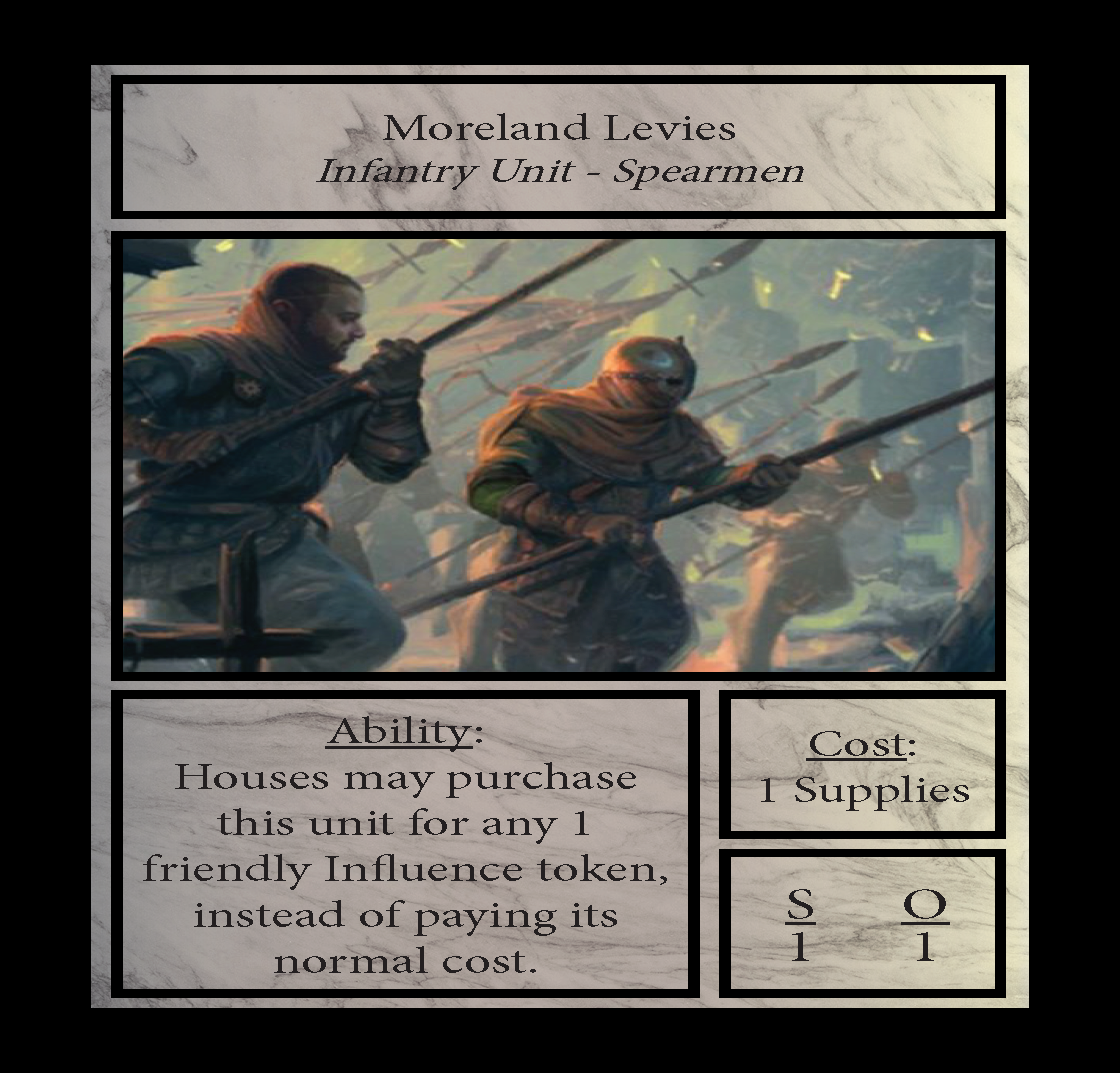 Moreland Levies
Infantry Unit - Spearmen
Ability:
Houses may purchase
this unit for any 1
friendly Influence token,
instead of paying its
normal cost.
Cost:
1 Supplies
S O
1 1